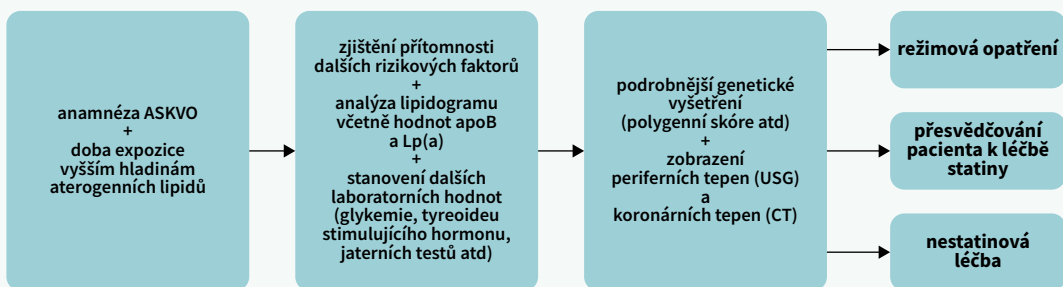 anamnéza ASKVO
+
doba expozice
vyšším hladinám
aterogenních lipidů
zjištění přítomnosti
dalších rizikových faktorů
+
analýza lipidogramu
včetně hodnot apoB
a Lp(a)
+
stanovení dalších
laboratorních hodnot
(glykemie, tyreoideu
stimulujícího hormonu,
jaterních testů atd)
podrobnější genetické
vyšetření
(polygenní skóre atd)
+
zobrazení
periferních tepen (USG)
a
koronárních tepen (CT)
režimová opatření
přesvědčování
pacienta k léčbě
statiny
nestatinová
léčba